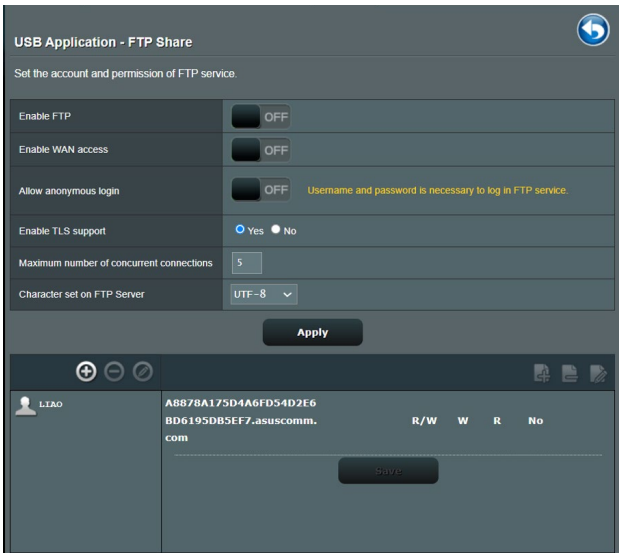 USB Application - FTP Share
Set the account and permission of FTP service.
Enable FTP
OFF
Enable WAN access
OFF
Allow anonymous login
OFF
Username and password is necessary to log in FTP service.
Enable TLS support
Yes No
Maximum number of concurrent connections
5
Character set on FTP Server
UTF-8
Apply
LIAO
A8878A175D4A6FD54D2E6
BD6195DB5EF7.asuscomm.
com
R/W W R No
Save